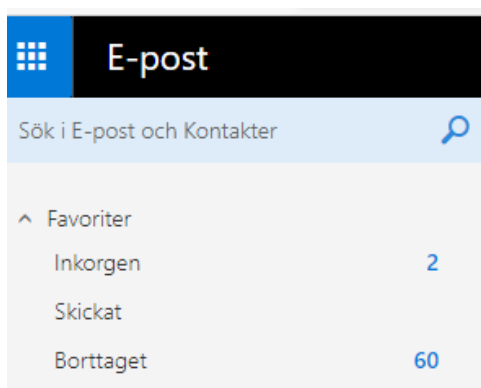 E-post
Sök i E-post och Kontakter
Favoriter
Inkorgen 2
Skickat
Borttaget 60